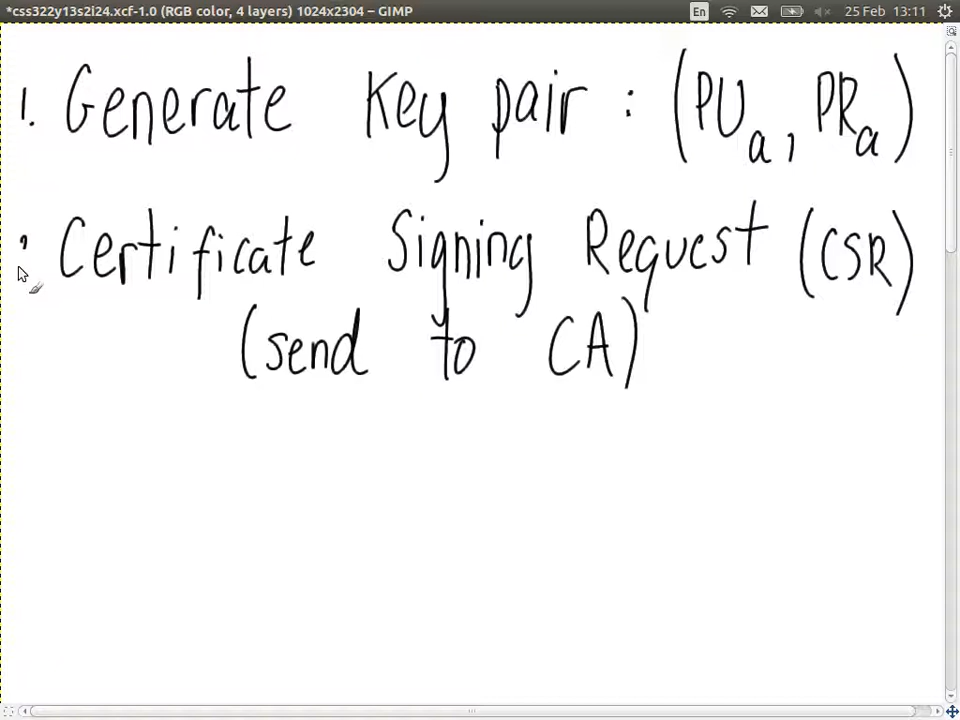 *css322y13s2i24.xcf-1.0 (RGB color, 4 layers) 1024x2304 – GIMP
En
25 Feb 13:11
1. Generate Key pair : (PUa, PRa)
Certificate Signing Request (CSR)
(send to CA)